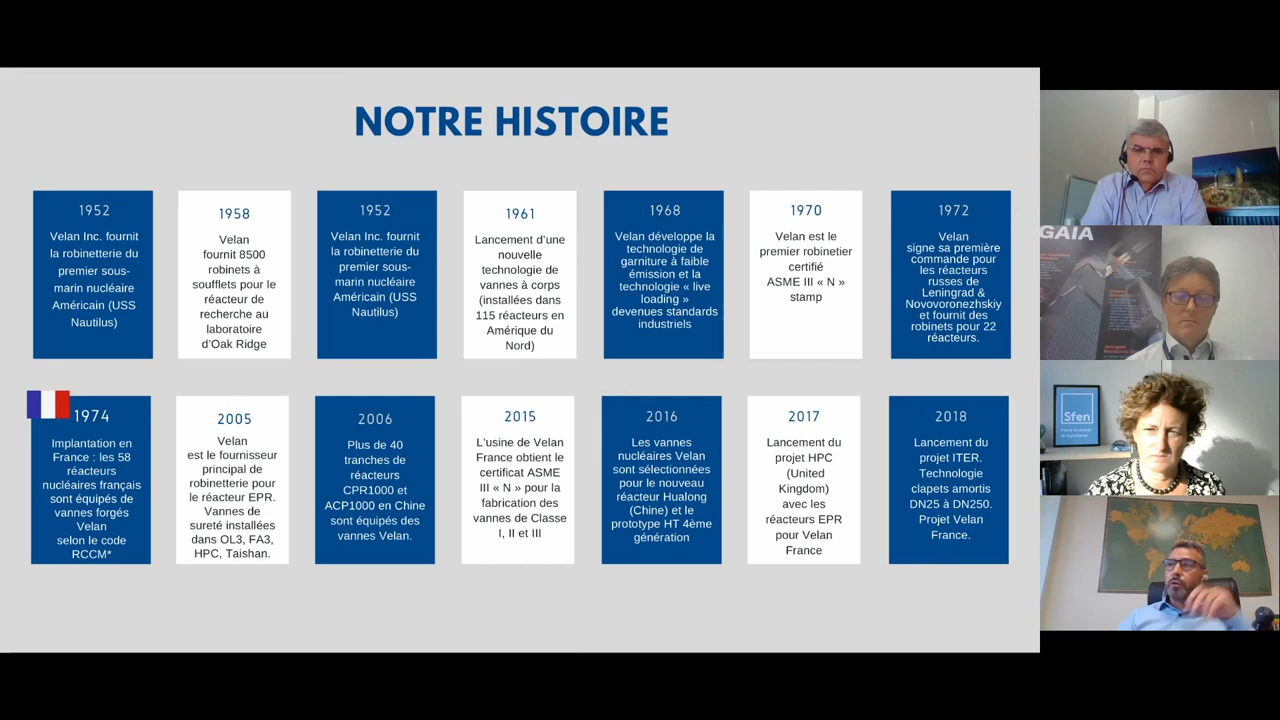 NOTRE HISTOIRE
1952
Velan Inc. fournit
la robinetterie du
premier sous-
marin nucléaire
Américain (USS
Nautilus)
1958
Velan
fournit 8500
robinets à
soufflets pour le
réacteur de
recherche au
laboratoire
d'Oak Ridge
1952
Velan Inc. fournit
la robinetterie du
premier sous-
marin nucléaire
Américain (USS
Nautilus)
1961
Lancement d'une
nouvelle
technologie de
vannes à corps
(installées dans
115 réacteurs en
Amérique du
Nord)
1968
Velan développe la
technologie de
garniture à faible
émission et la
technologie « live
loading »
devenues standards
industriels
1970
Velan est le
premier robinetier
certifié
ASME III « N »
stamp
1972
Velan
signe sa première
commande pour
les réacteurs
russes de
Leningrad &
Novovoronezhskiy
et fournit des
robinets pour 22
réacteurs.
1974
Implantation en
France : les 58
réacteurs
nucléaires français
sont équipés de
vannes forgés
Velan
selon le code
RCCM*
2005
Velan
est le fournisseur
principal de
robinetterie pour
le réacteur EPR.
Vannes de
sureté installées
dans OL3, FA3,
HPC, Taishan.
2006
Plus de 40
tranches de
réacteurs
CPR1000 et
ACP1000 en Chine
sont équipés des
vannes Velan.
2015
L'usine de Velan
France obtient le
certificat ASME
III « N » pour la
fabrication des
vannes de Classe
I, II et III
2016
Les vannes
nucléaires Velan
sont sélectionnées
pour le nouveau
réacteur Hualong
(Chine) et le
prototype HT 4ème
génération
2017
Lancement du
projet HPC
(United
Kingdom)
avec les
réacteurs EPR
pour Velan
France
2018
Lancement du
projet ITER.
Technologie
clapets amortis
DN25 à DN250.
Projet Velan
France.
GAIA
Sfen